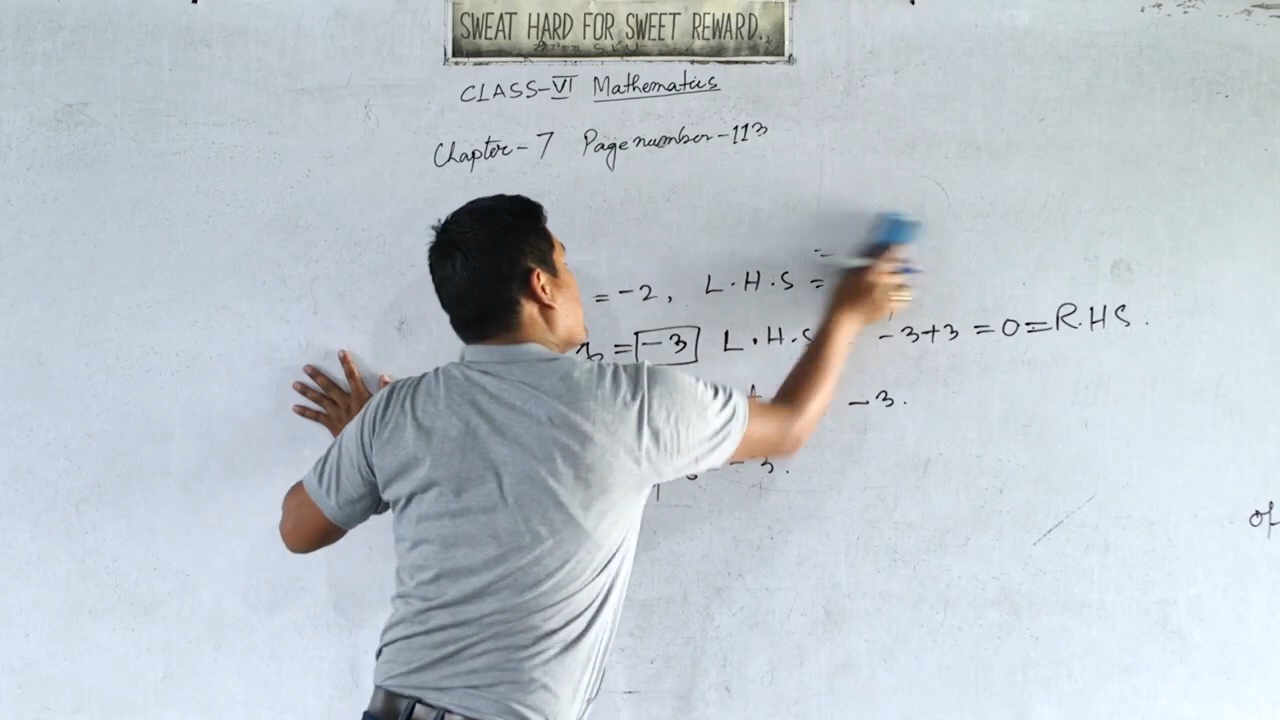 SWEAT HARD FOR SWEET REWARD..
CLASS-VI Mathematics
Chapter-7 Page number-113
= -2, L.H.S =
= -3 L.H.S -3+3 = 0 = R.H.S.
-3.
-3.
of